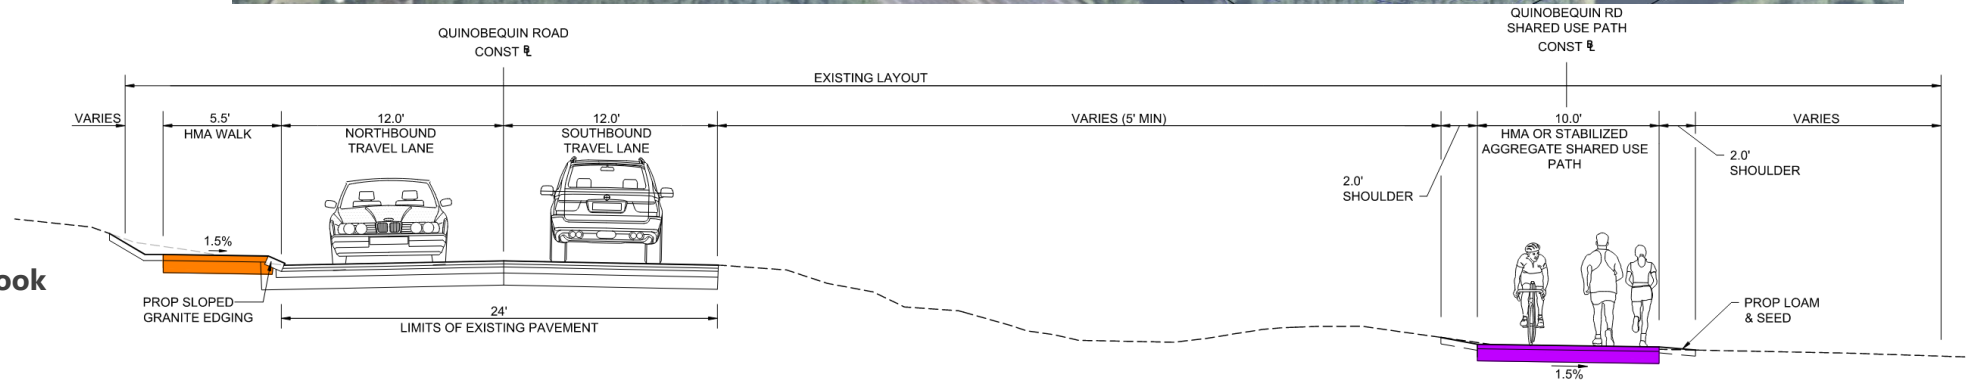 QUINOBEQUIN ROAD
CONST ℄
QUINOBEQUIN RD
SHARED USE PATH
CONST ℄
EXISTING LAYOUT
VARIES
5.5'
HMA WALK
12.0'
NORTHBOUND
TRAVEL LANE
12.0'
SOUTHBOUND
TRAVEL LANE
VARIES (5' MIN)
10.0'
HMA OR STABILIZED
AGGREGATE SHARED USE
PATH
VARIES
2.0'
SHOULDER
2.0'
SHOULDER
1.5%
ook
PROP SLOPED
GRANITE EDGING
24'
LIMITS OF EXISTING PAVEMENT
PROP LOAM
& SEED
1.5%